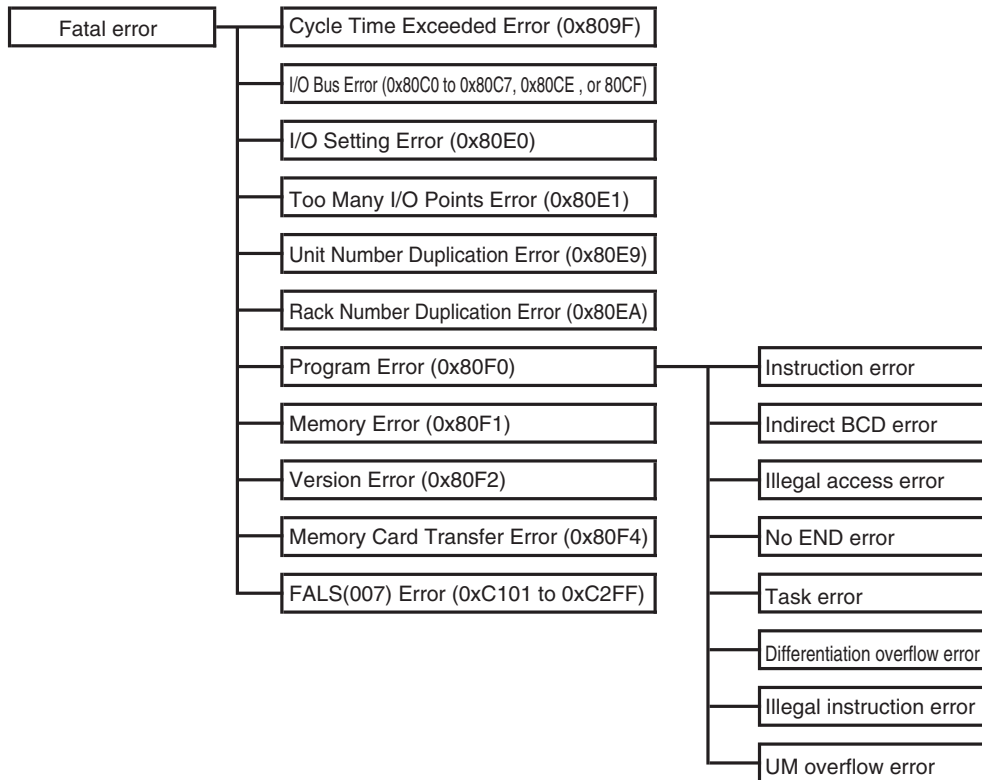 Fatal error
Cycle Time Exceeded Error (0x809F)
I/O Bus Error (0x80C0 to 0x80C7, 0x80CE , or 80CF)
I/O Setting Error (0x80E0)
Too Many I/O Points Error (0x80E1)
Unit Number Duplication Error (0x80E9)
Rack Number Duplication Error (0x80EA)
Program Error (0x80F0)
Memory Error (0x80F1)
Version Error (0x80F2)
Memory Card Transfer Error (0x80F4)
FALS(007) Error (0xC101 to 0xC2FF)
Instruction error
Indirect BCD error
Illegal access error
No END error
Task error
Differentiation overflow error
Illegal instruction error
UM overflow error